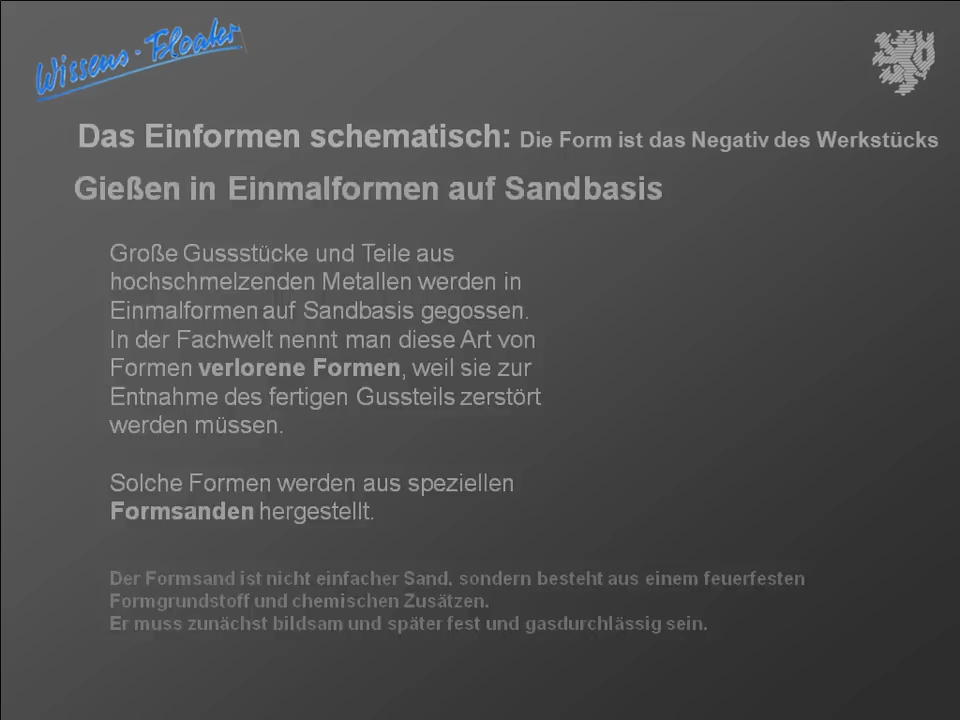 Wissens - Floater
Das Einformen schematisch: Die Form ist das Negativ des Werkstücks
Gießen in Einmalformen auf Sandbasis
Große Gussstücke und Teile aus
hochschmelzenden Metallen werden in
Einmalformen auf Sandbasis gegossen.
In der Fachwelt nennt man diese Art von
Formen verlorene Formen, weil sie zur
Entnahme des fertigen Gussteils zerstört
werden müssen.
Solche Formen werden aus speziellen
Formsanden hergestellt.
Der Formsand ist nicht einfacher Sand, sondern besteht aus einem feuerfesten
Formgrundstoff und chemischen Zusätzen.
Er muss zunächst bildsam und später fest und gasdurchlässig sein.